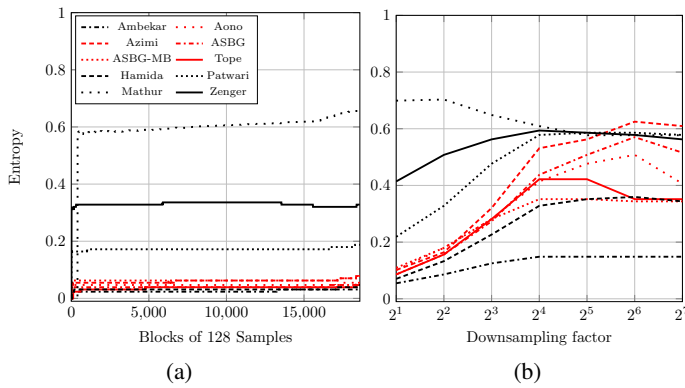 1
0.8
0.6
0.4
0.2
0
Entropy
Ambekar Aono
Azimi ASBG
ASBG-MB Tope
Hamida Patwari
Mathur Zenger
0 5,000 10,000 15,000
Blocks of 128 Samples
(a)
1
0.8
0.6
0.4
0.2
0
2^1 2^2 2^3 2^4 2^5 2^6 2^7
Downsampling factor
(b)